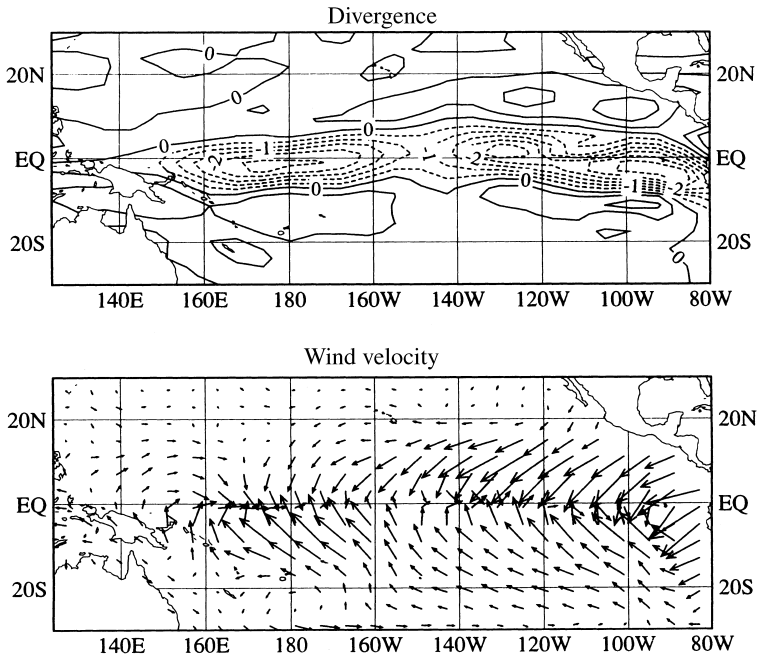 Divergence
0
20N 20N
0
0 0
-1
EQ 2 -1 2 EQ
0 0 -1 -2
20S 20S
0
140E 160E 180 160W 140W 120W 100W 80W
Wind velocity
20N 20N
EQ EQ
20S 20S
140E 160E 180 160W 140W 120W 100W 80W